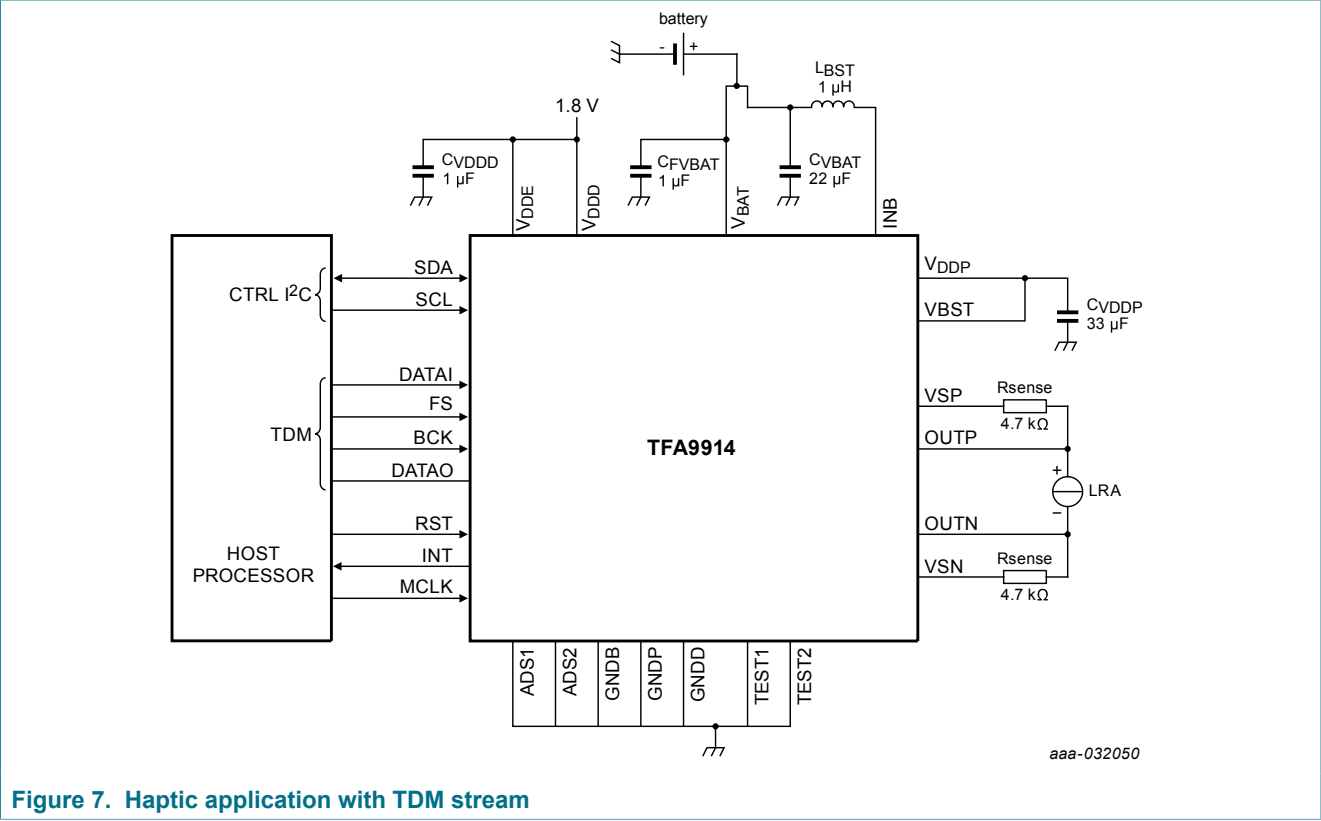 battery
- +
LBST
1 µH
1.8 V
CVDDD
1 µF
CFVBAT
1 µF
CVBAT
22 µF
VDDE
VDDD
VBAT
INB
CTRL I²C
SDA
SCL
VDDP
VBST
CVDDP
33 µF
TDM
DATAI
FS
BCK
DATAO
TFA9914
VSP
Rsense
4.7 kΩ
OUTP
+
LRA
–
OUTN
VSN
Rsense
4.7 kΩ
HOST
PROCESSOR
RST
INT
MCLK
ADS1
ADS2
GNDB
GNDP
GNDD
TEST1
TEST2
aaa-032050
Figure 7. Haptic application with TDM stream